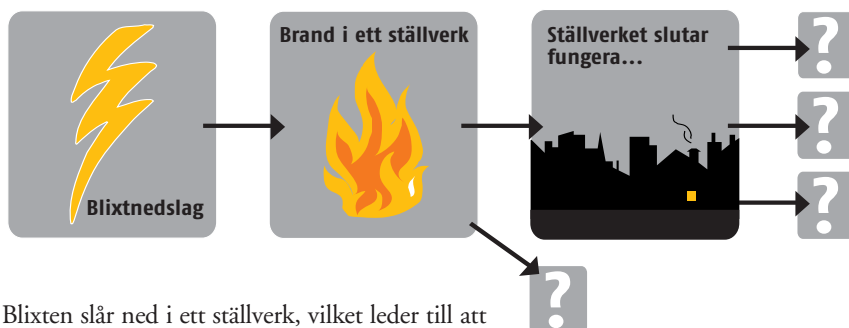 Brand i ett ställverk
Ställverket slutar
fungera...
?
?
?
Blixtnedslag
?
Blixten slår ned i ett ställverk, vilket leder till att